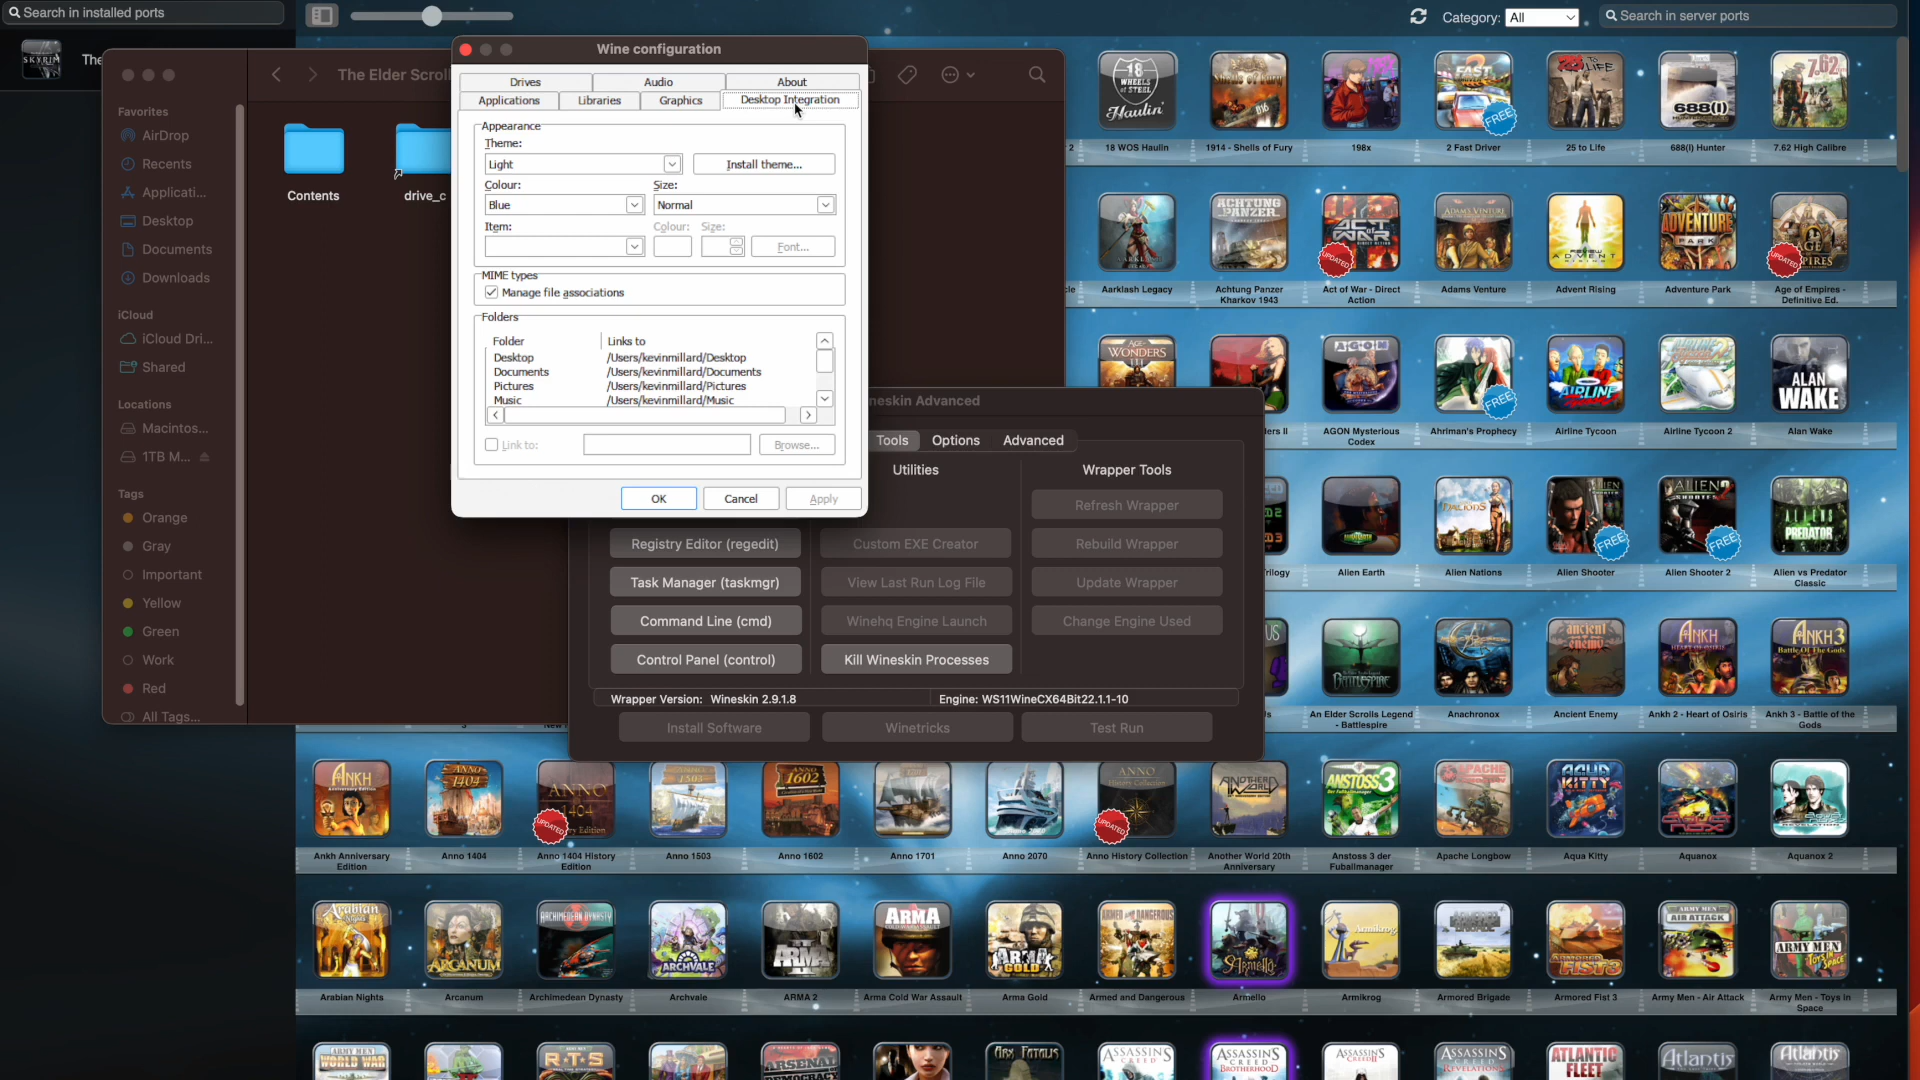 Search in installed ports
Category:
All
Search in server ports
SKYRIM
The
The Elder Scroll
Favorites
AirDrop
Recents
Applicati...
Desktop
Documents
Downloads
iCloud
iCloud Dri...
Shared
Locations
Macintos...
1TB M...
Tags
Orange
Gray
Important
Yellow
Green
Work
Red
All Tags...
Contents
drive_c
Wine configuration
Drives
Audio
About
Applications
Libraries
Graphics
Desktop Integration
Appearance
Theme:
Light
Install theme...
Colour:
Size:
Blue
Normal
Item:
Colour:
Size:
Font...
MIME types
Manage file associations
Folders
Folder
Links to
Desktop
/Users/kevinmillard/Desktop
Documents
/Users/kevinmillard/Documents
Pictures
/Users/kevinmillard/Pictures
Music
/Users/kevinmillard/Music
Link to:
Browse...
OK
Cancel
Apply
neskin Advanced
Tools
Options
Advanced
Utilities
Wrapper Tools
Refresh Wrapper
Registry Editor (regedit)
Custom EXE Creator
Rebuild Wrapper
Task Manager (taskmgr)
View Last Run Log File
Update Wrapper
Command Line (cmd)
Winehq Engine Launch
Change Engine Used
Control Panel (control)
Kill Wineskin Processes
Wrapper Version: Wineskin 2.9.1.8
Engine: WS11WineCX64Bit22.1.1-10
Install Software
Winetricks
Test Run
2
18 WOS Haulin
1914 - Shells of Fury
198x
2 Fast Driver
25 to Life
688(I) Hunter
7.62 High Calibre
cle
Aarklash Legacy
Achtung Panzer
Kharkov 1943
Act of War - Direct
Action
Adams Venture
Advent Rising
Adventure Park
Age of Empires -
Definitive Ed.
ers II
AGON Mysterious
Codex
Ahriman's Prophecy
Airline Tycoon
Airline Tycoon 2
Alan Wake
Trilogy
Alien Earth
Alien Nations
Alien Shooter
Alien Shooter 2
Alien vs Predator
Classic
An Elder Scrolls Legend
- Battlespire
Anachronox
Ancient Enemy
Ankh 2 - Heart of Osiris
Ankh 3 - Battle of the
Gods
Ankh Anniversary
Edition
Anno 1404
Anno 1404 History
Edition
Anno 1503
Anno 1602
Anno 1701
Anno 2070
Anno History Collection
Another World 20th
Anniversary
Anstoss 3 der
Fuballmanager
Apache Longbow
Aqua Kitty
Aquanox
Aquanox 2
Arabian Nights
Arcanum
Archimedean Dynasty
Archvale
ARMA 2
Arma Cold War Assault
Arma Gold
Armed and Dangerous
Armello
Armikrog
Armored Brigade
Armored Fist 3
Army Men - Air Attack
Army Men - Toys in
Space